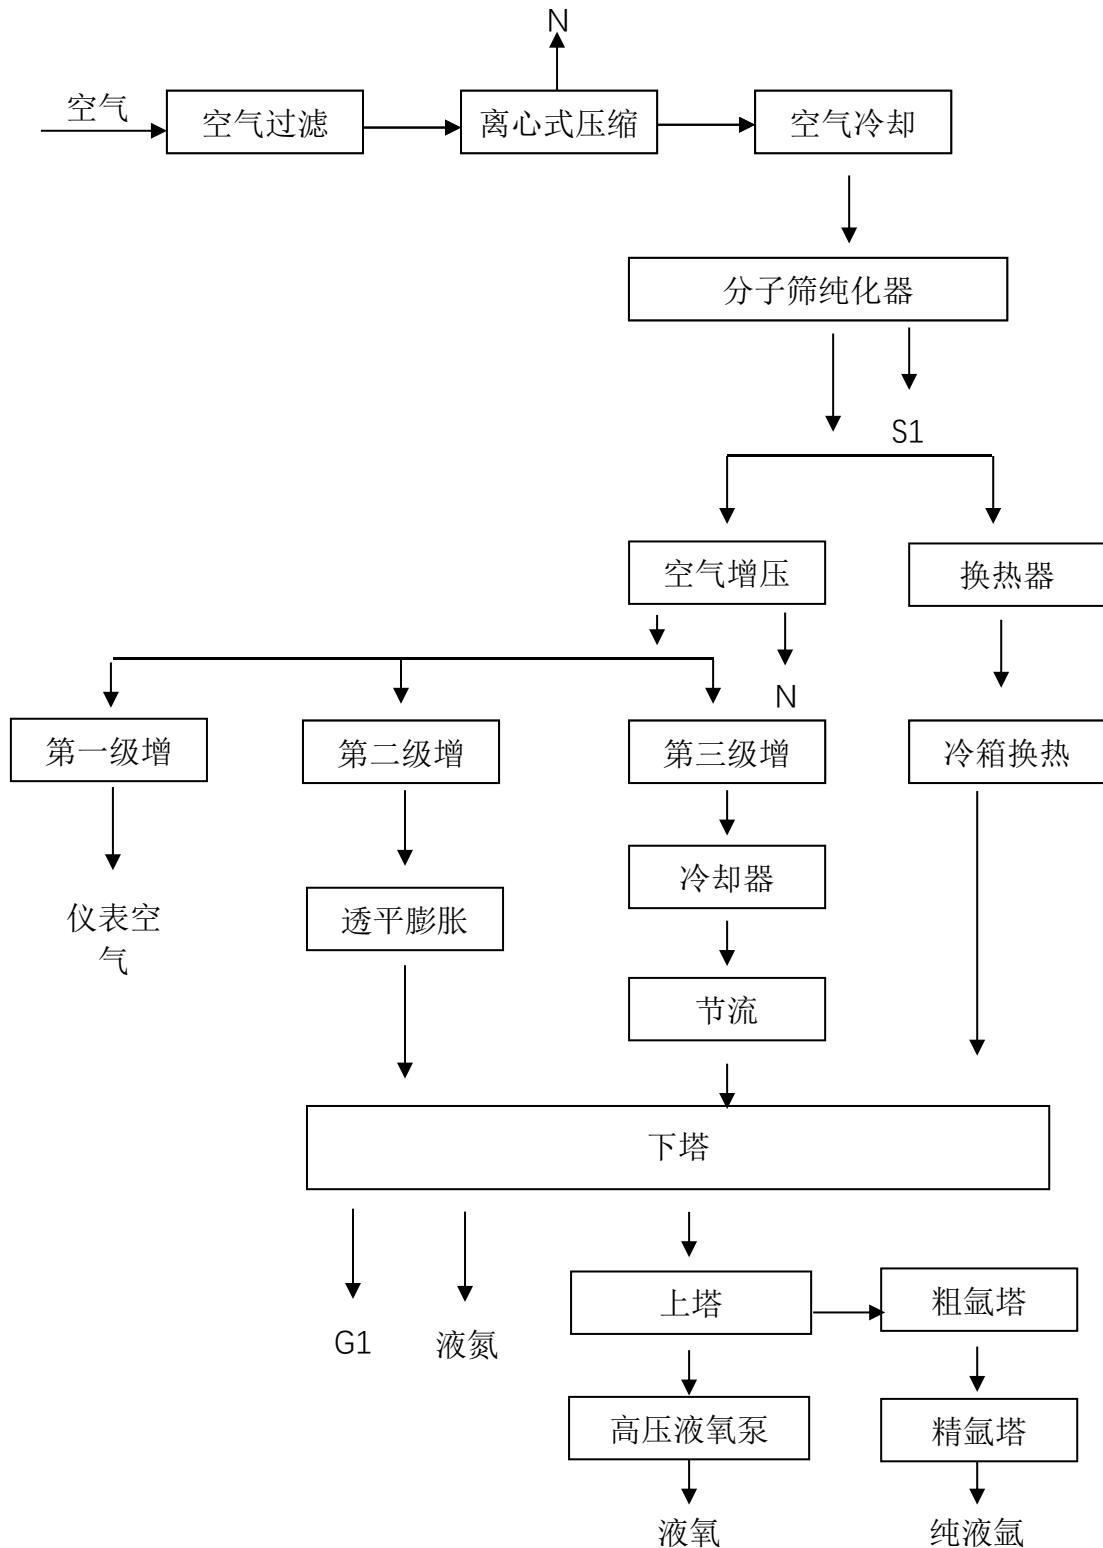 N
空气
空气过滤
离心式压缩
空气冷却
分子筛纯化器
S1
空气增压
换热器
N
第一级增
第二级增
第三级增
冷箱换热
冷却器
仪表空
气
透平膨胀
节流
下塔
上塔
粗氩塔
G1
液氮
高压液氧泵
精氩塔
液氧
纯液氩